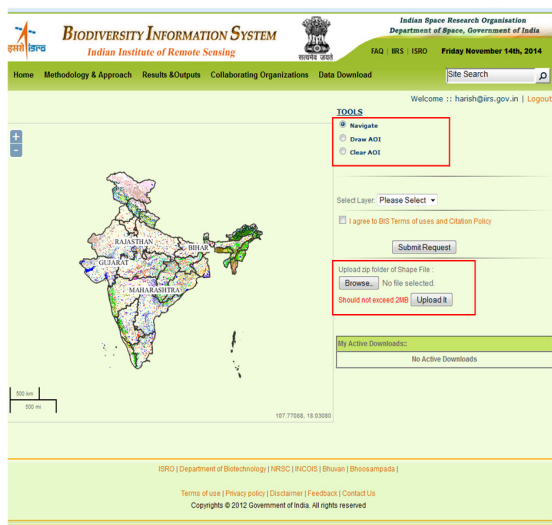 Indian Space Research Organisation
Department of Space, Government of India
BIODIVERSITY INFORMATION SYSTEM
Indian Institute of Remote Sensing
इसरो isro
सत्यमेव जयते
FAQ | IIRS | ISRO Friday November 14th, 2014
Home Methodology & Approach Results &Outputs Collaborating Organizations Data Download Site Search
Welcome :: harish@iirs.gov.in | Logout
TOOLS
Navigate
Draw AOI
Clear AOI
+
-
Select Layer: Please Select
I agree to BIS Terms of uses and Citation Policy
Submit Request
RAJASTHAN
BIHAR
GUJARAT
MAHARASHTRA
Upload zip folder of Shape File :
Browse.. No file selected.
Should not exceed 2MB Upload It
My Active Downloads::
No Active Downloads
500 km
500 mi
107.77068, 18.03080
ISRO | Department of Biotechnology | NRSC | INCOIS | Bhuvan | Bhoosampada |
Terms of use | Privacy policy | Disclaimer | Feedback | Contact Us
Copyrights © 2012 Government of India. All rights reserved